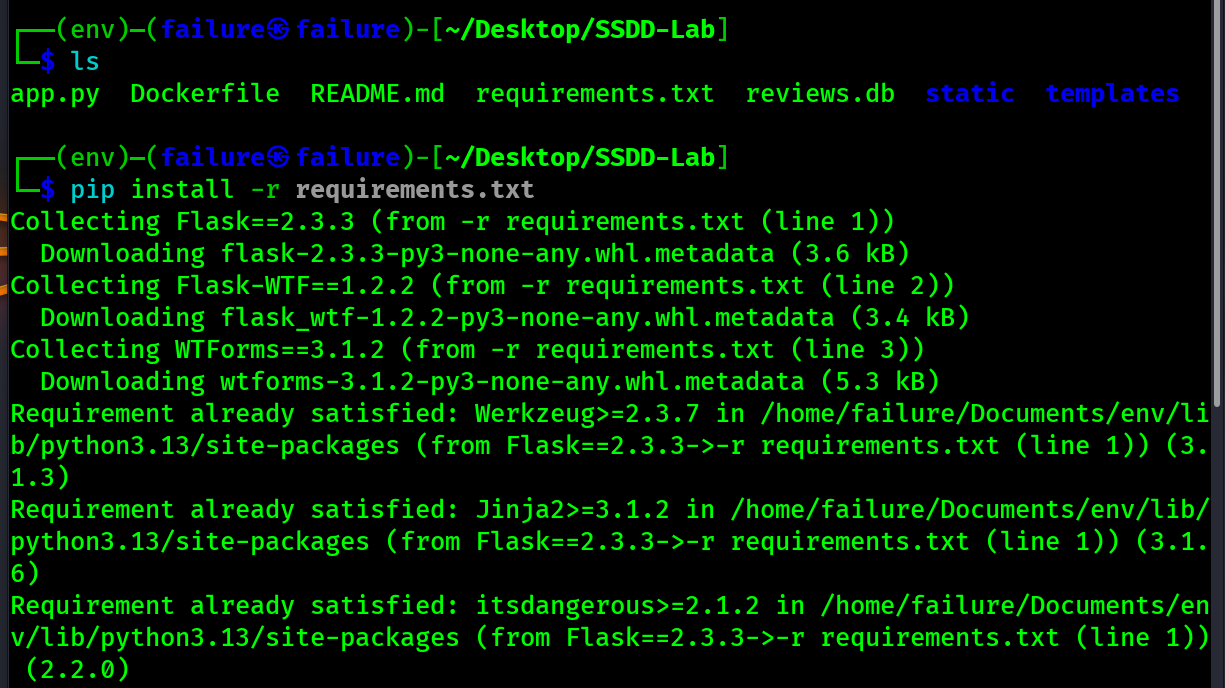 ┌──(env)─(failure㉿failure)-[~/Desktop/SSDD-Lab]
└─$ ls
app.py  Dockerfile  README.md  requirements.txt  reviews.db  static  templates
┌──(env)─(failure㉿failure)-[~/Desktop/SSDD-Lab]
└─$ pip install -r requirements.txt
Collecting Flask==2.3.3 (from -r requirements.txt (line 1))
  Downloading flask-2.3.3-py3-none-any.whl.metadata (3.6 kB)
Collecting Flask-WTF==1.2.2 (from -r requirements.txt (line 2))
  Downloading flask_wtf-1.2.2-py3-none-any.whl.metadata (3.4 kB)
Collecting WTForms==3.1.2 (from -r requirements.txt (line 3))
  Downloading wtforms-3.1.2-py3-none-any.whl.metadata (5.3 kB)
Requirement already satisfied: Werkzeug>=2.3.7 in /home/failure/Documents/env/li
b/python3.13/site-packages (from Flask==2.3.3->-r requirements.txt (line 1)) (3.
1.3)
Requirement already satisfied: Jinja2>=3.1.2 in /home/failure/Documents/env/lib/
python3.13/site-packages (from Flask==2.3.3->-r requirements.txt (line 1)) (3.1.
6)
Requirement already satisfied: itsdangerous>=2.1.2 in /home/failure/Documents/en
v/lib/python3.13/site-packages (from Flask==2.3.3->-r requirements.txt (line 1))
 (2.2.0)